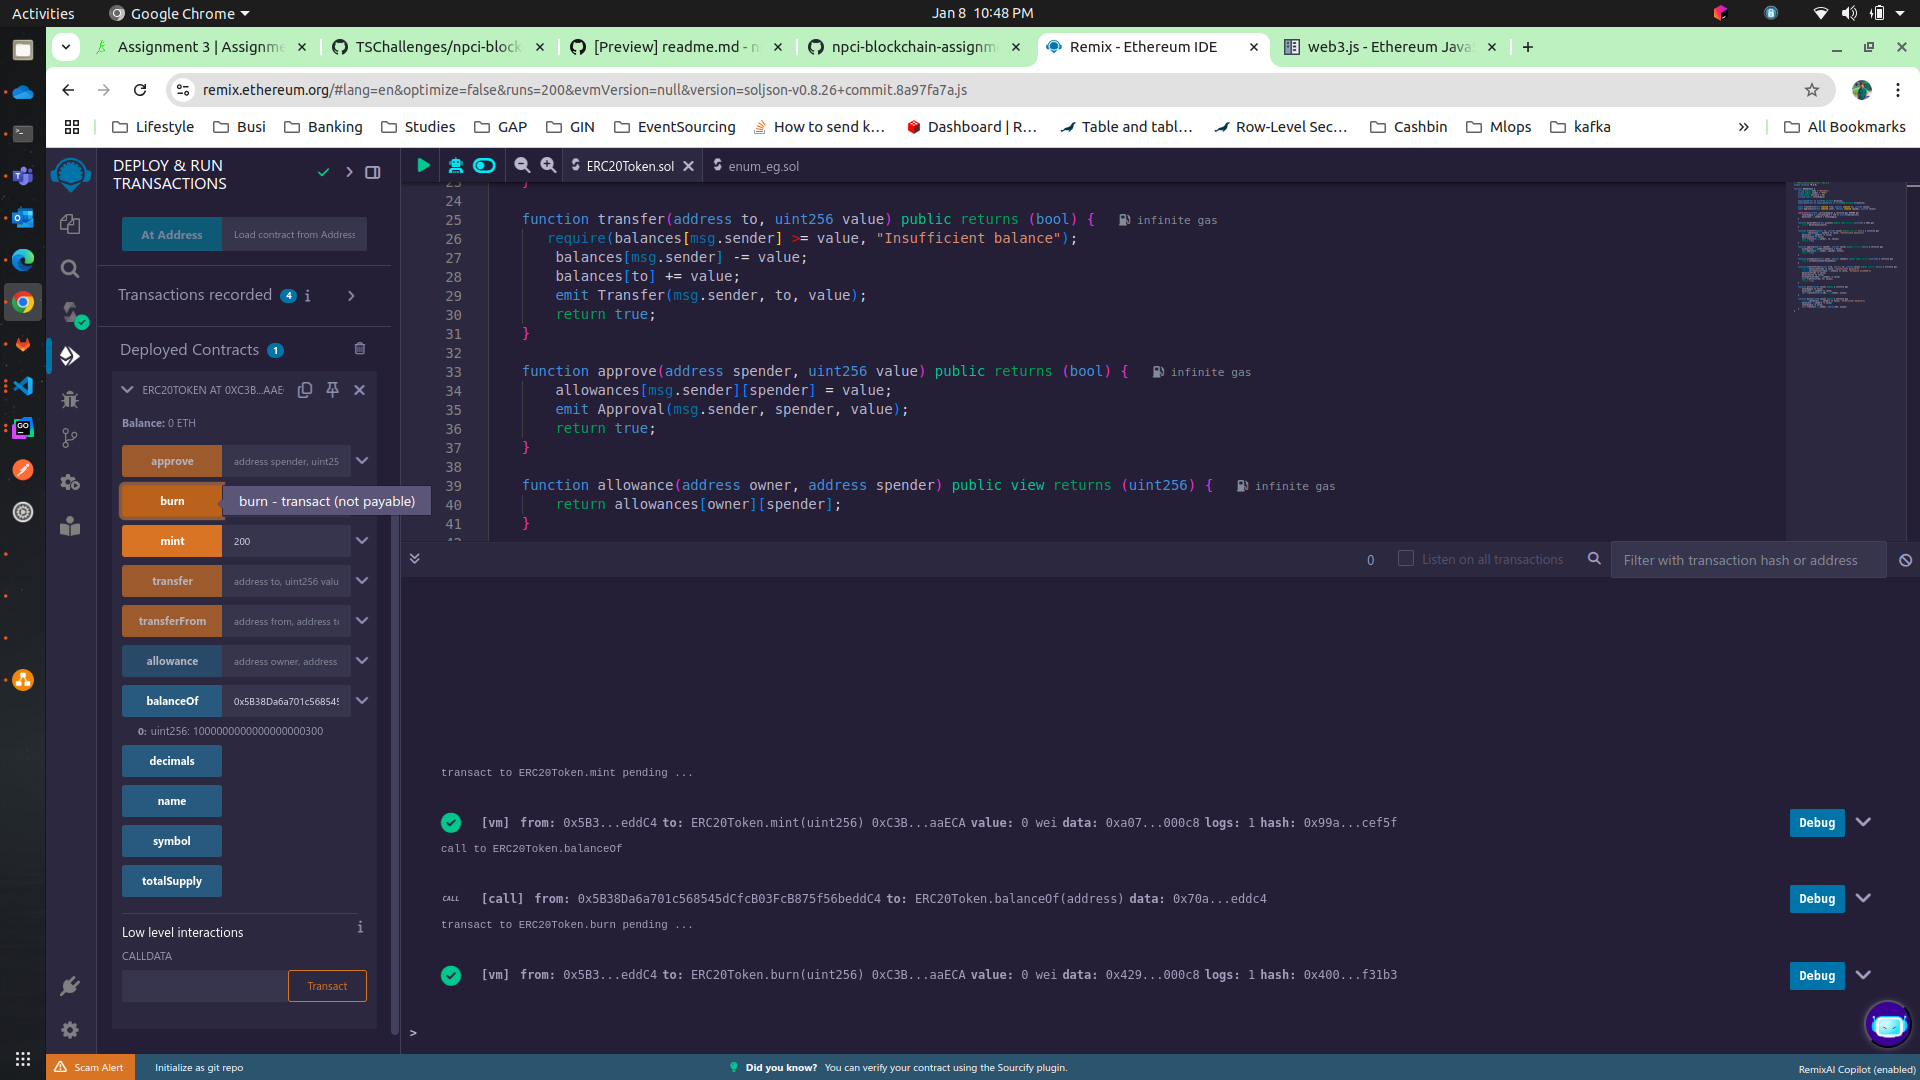 Activities
Google Chrome
Jan 8 10:48 PM
Assignment 3 | Assignme
TSChallenges/npci-block
[Preview] readme.md - n
npci-blockchain-assignm
Remix - Ethereum IDE
web3.js - Ethereum Java
remix.ethereum.org/#lang=en&optimize=false&runs=200&evmVersion=null&version=soljson-v0.8.26+commit.8a97fa7a.js
Lifestyle
Busi
Banking
Studies
GAP
GIN
EventSourcing
How to send k...
Dashboard | R...
Table and tabl...
Row-Level Sec...
Cashbin
Mlops
kafka
All Bookmarks
DEPLOY & RUN
TRANSACTIONS
At Address
Load contract from Address
Transactions recorded 4
Deployed Contracts 1
ERC20TOKEN AT 0XC3B...AAE
Balance: 0 ETH
approve
address spender, uint25
burn
burn - transact (not payable)
mint
200
transfer
address to, uint256 valu
transferFrom
address from, address to
allowance
address owner, address
balanceOf
0x5B38Da6a701c568545
0: uint256: 1000000000000000000300
decimals
name
symbol
totalSupply
Low level interactions
CALLDATA
Transact
ERC20Token.sol
enum_eg.sol
23 }
24
25 function transfer(address to, uint256 value) public returns (bool) { infinite gas
26 require(balances[msg.sender] >= value, "Insufficient balance");
27 balances[msg.sender] -= value;
28 balances[to] += value;
29 emit Transfer(msg.sender, to, value);
30 return true;
31 }
32
33 function approve(address spender, uint256 value) public returns (bool) { infinite gas
34 allowances[msg.sender][spender] = value;
35 emit Approval(msg.sender, spender, value);
36 return true;
37 }
38
39 function allowance(address owner, address spender) public view returns (uint256) { infinite gas
40 return allowances[owner][spender];
41 }
42
0
Listen on all transactions
Filter with transaction hash or address
transact to ERC20Token.mint pending ...
[vm] from: 0x5B3...eddC4 to: ERC20Token.mint(uint256) 0xC3B...aaECA value: 0 wei data: 0xa07...000c8 logs: 1 hash: 0x99a...cef5f
Debug
call to ERC20Token.balanceOf
CALL [call] from: 0x5B38Da6a701c568545dCfcB03FcB875f56beddC4 to: ERC20Token.balanceOf(address) data: 0x70a...eddc4
Debug
transact to ERC20Token.burn pending ...
[vm] from: 0x5B3...eddC4 to: ERC20Token.burn(uint256) 0xC3B...aaECA value: 0 wei data: 0x429...000c8 logs: 1 hash: 0x400...f31b3
Debug
>
Scam Alert
Initialize as git repo
Did you know? You can verify your contract using the Sourcify plugin.
RemixAI Copilot (enabled)